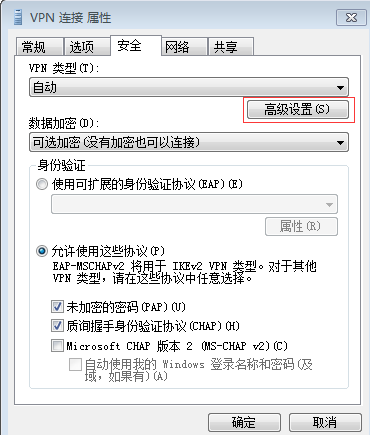 VPN 连接 属性
常规 选项 安全 网络 共享
VPN 类型(T):
自动
高级设置(S)
数据加密(D):
可选加密(没有加密也可以连接)
身份验证
使用可扩展的身份验证协议(EAP)(E)
属性(R)
允许使用这些协议(P)
EAP-MSCHAPv2 将用于 IKEv2 VPN 类型。对于其他
VPN 类型,请在这些协议中任意选择。
未加密的密码(PAP)(U)
质询握手身份验证协议(CHAP)(H)
Microsoft CHAP 版本 2 (MS-CHAP v2)(C)
自动使用我的 Windows 登录名称和密码(及
域,如果有)(A)
确定 取消